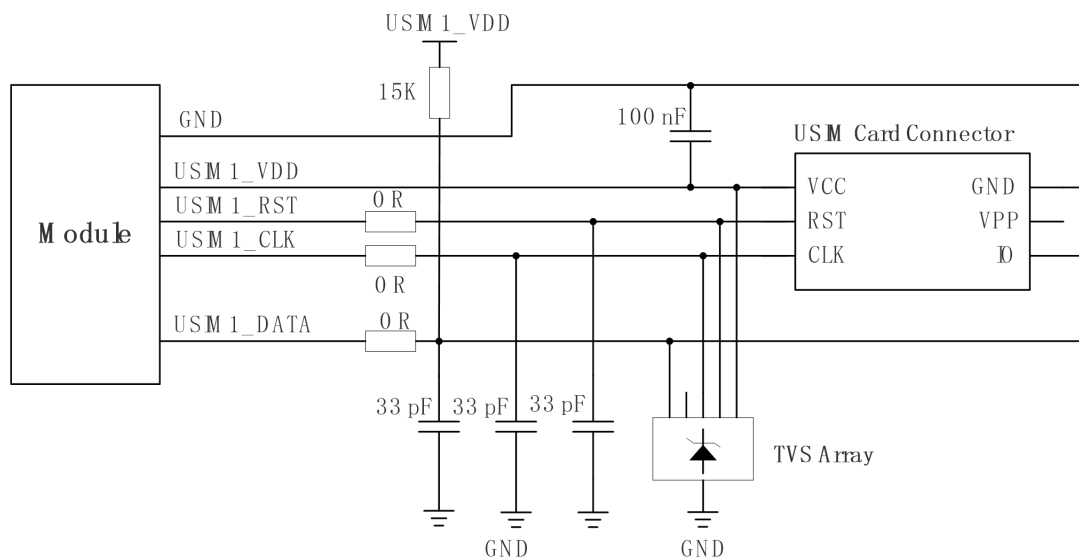 USIM1_VDD
15K
GND
100 nF
USIM Card Connector
USIM1_VDD
VCC
GND
USIM1_RST
0R
RST
VPP
Module
USIM1_CLK
CLK
IO
0R
USIM1_DATA
0R
33 pF
33 pF
33 pF
TVS Array
GND
GND